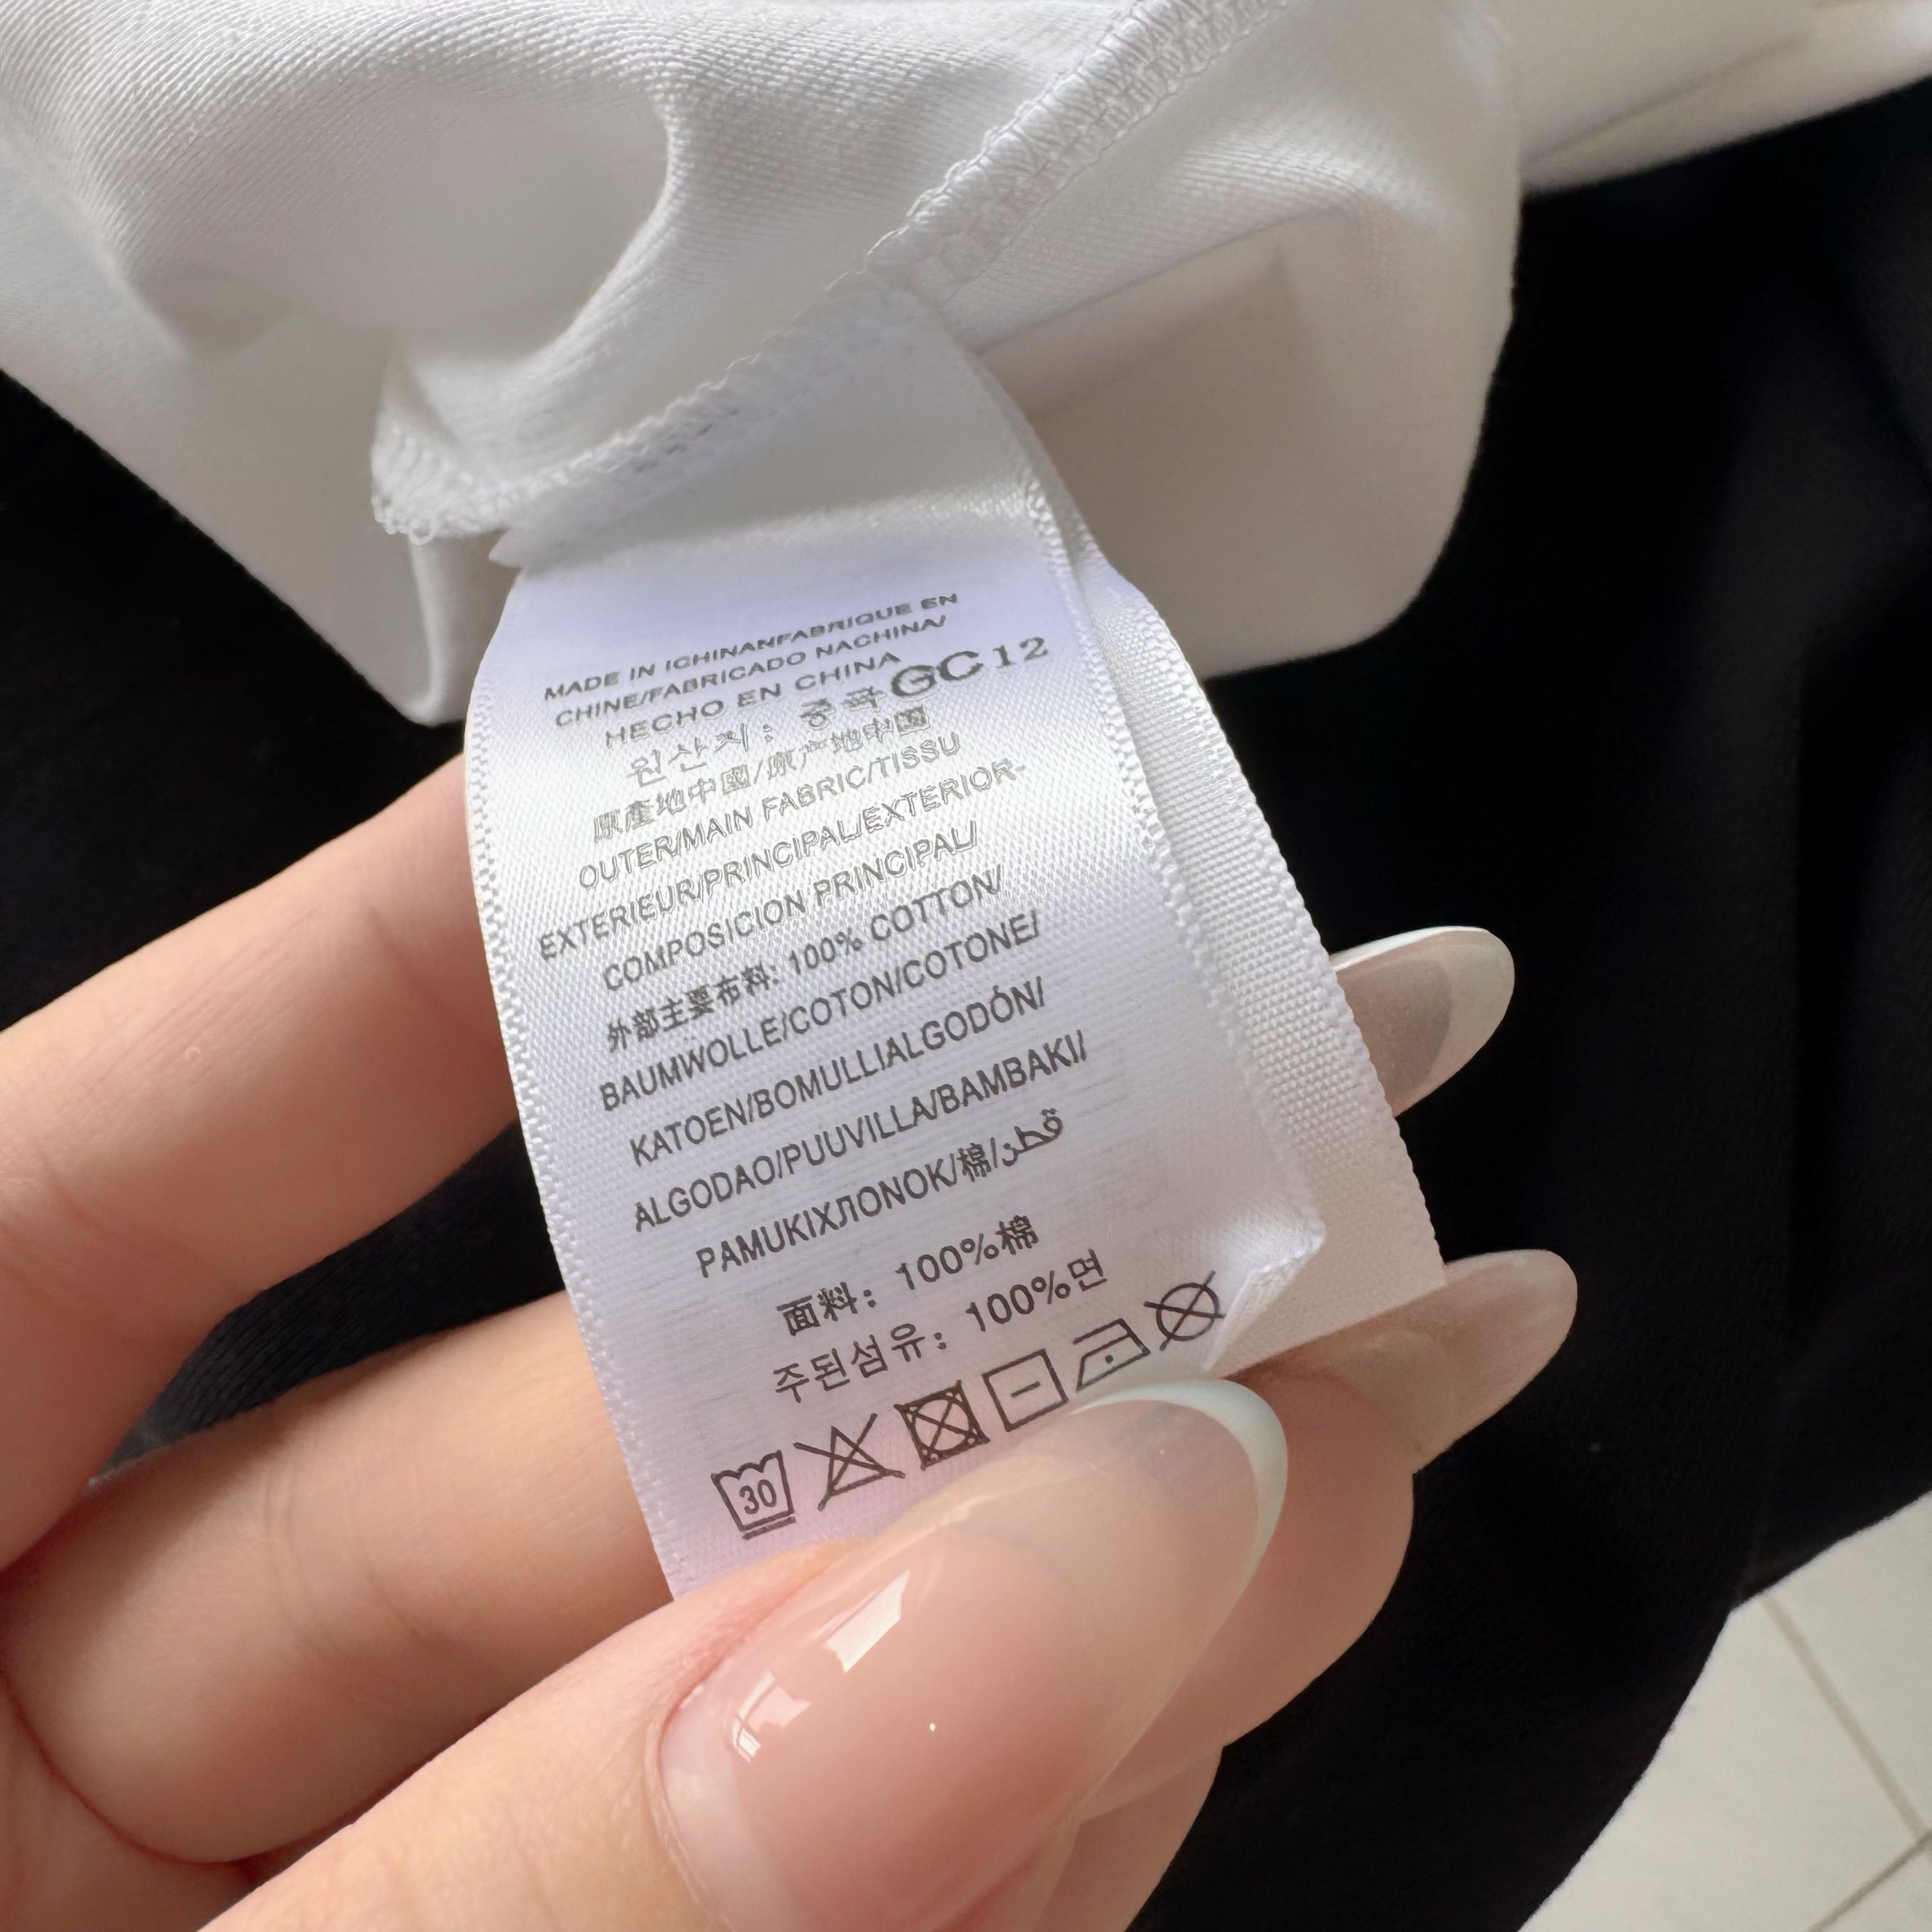 MADE IN ICHINANFABRIQUE EN
CHINE/FABRICADO NACHINA/
HECHO EN CHINA
GC12
원산지: 중국
原產地中國/原产地中国
OUTER/MAIN FABRIC/TISSU
EXTERIEUR/PRINCIPAL/EXTERIOR-
COMPOSICION PRINCIPAL/
外部主要布料: 100% COTTON/
BAUMWOLLE/COTON/COTONE/
KATOEN/BOMULLIALGODÓN/
ALGODAO/PUUVILLA/BAMBAKI/
PAMUKIXЛONOK/棉/قطن
面料: 100%棉
주된섬유: 100%면
30